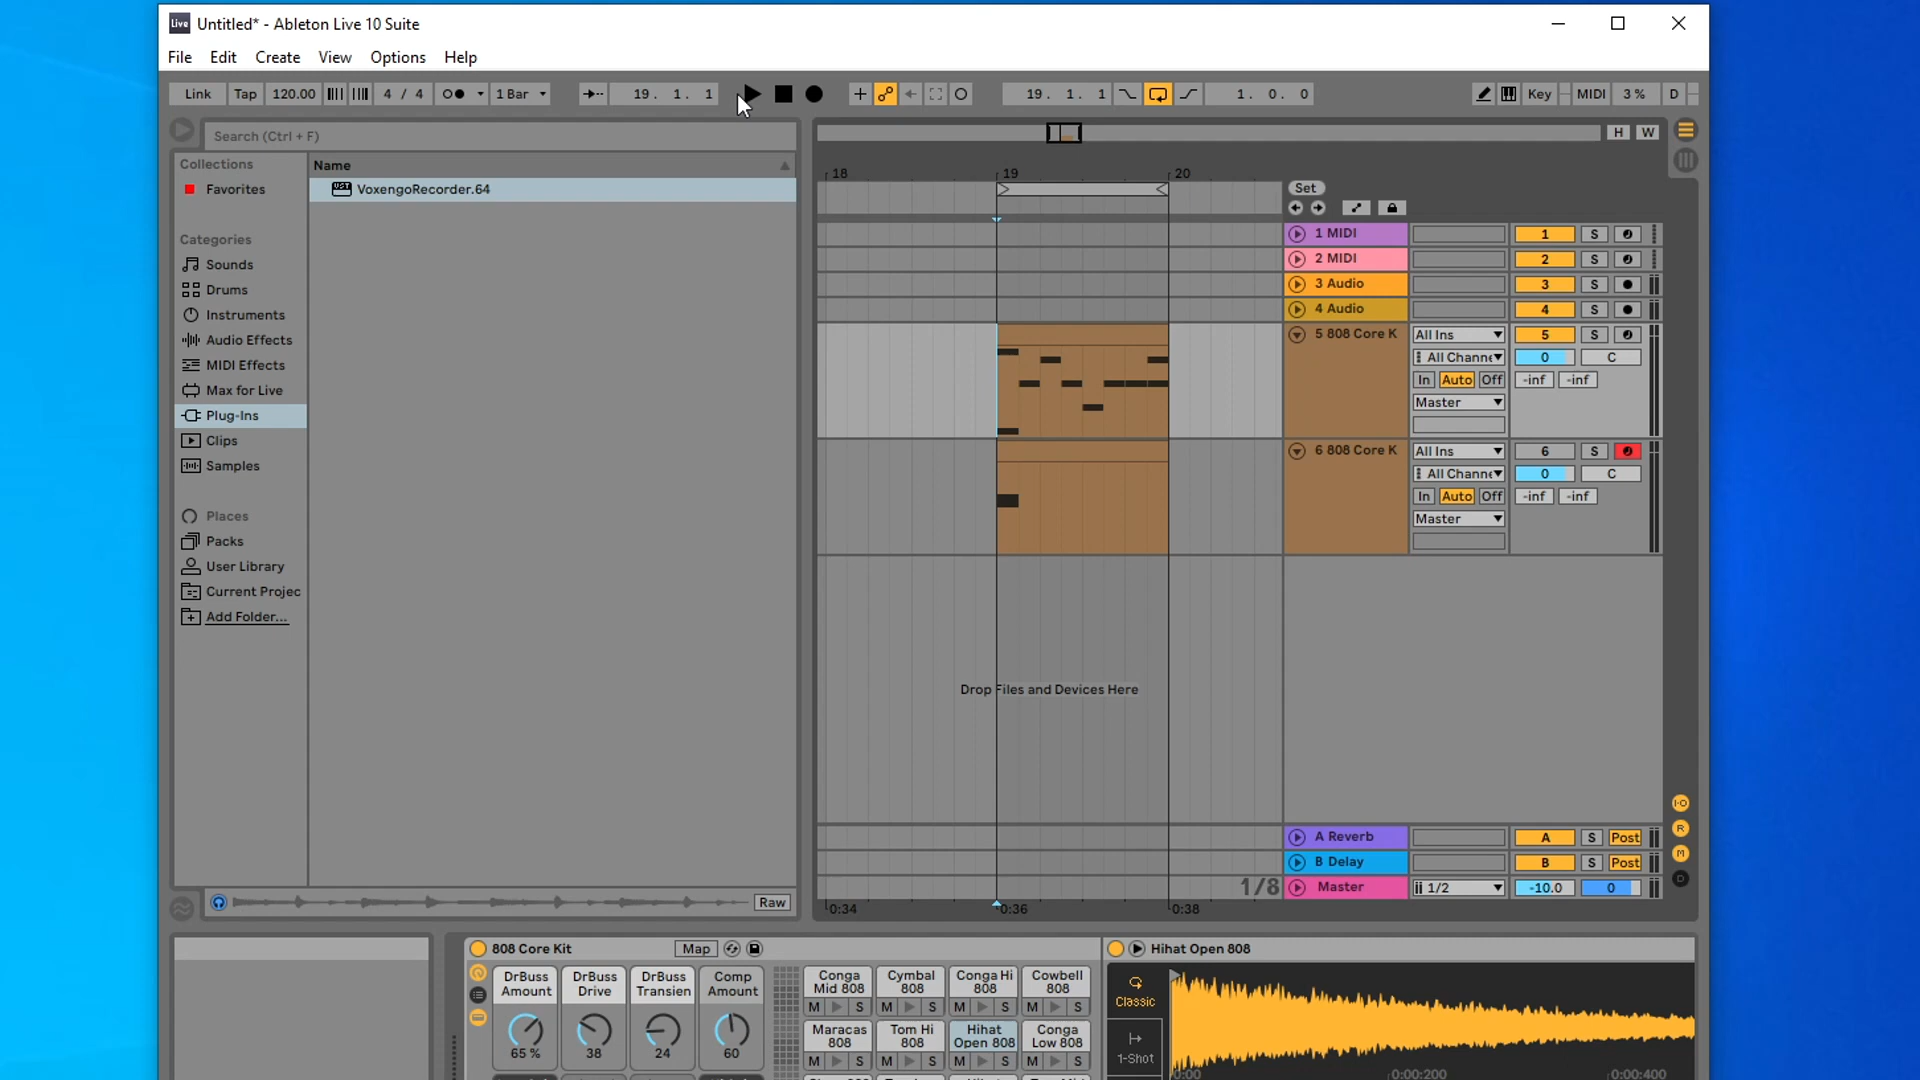 Live Untitled* - Ableton Live 10 Suite
File Edit Create View Options Help
Link Tap 120.00 4 / 4 1 Bar 19. 1. 1 19. 1. 1 1. 0. 0 Key MIDI 3 % D
Search (Ctrl + F)
H W
Collections
Name
Favorites
VST VoxengoRecorder.64
18 19 20
Set
Categories
Sounds
Drums
Instruments
Audio Effects
MIDI Effects
Max for Live
Plug-Ins
Clips
Samples
Places
Packs
User Library
Current Projec
Add Folder...
1 MIDI 1 S
2 MIDI 2 S
3 Audio 3 S
4 Audio 4 S
5 808 Core K All Ins 5 S
All Channe 0 C
In Auto Off -inf -inf
Master
6 808 Core K All Ins 6 S
All Channe 0 C
In Auto Off -inf -inf
Master
Drop Files and Devices Here
I·O
R
M
D
A Reverb A S Post
B Delay B S Post
1/8 Master 1/2 -10.0 0
Raw
0:34 0:36 0:38
808 Core Kit Map
Hihat Open 808
DrBuss Amount
65 %
DrBuss Drive
38
DrBuss Transien
24
Comp Amount
60
Conga Mid 808
M S
Cymbal 808
M S
Conga Hi 808
M S
Cowbell 808
M S
Maracas 808
M S
Tom Hi 808
M S
Hihat Open 808
M S
Conga Low 808
M S
Classic
1-Shot
0:00 0:00:200 0:00:400